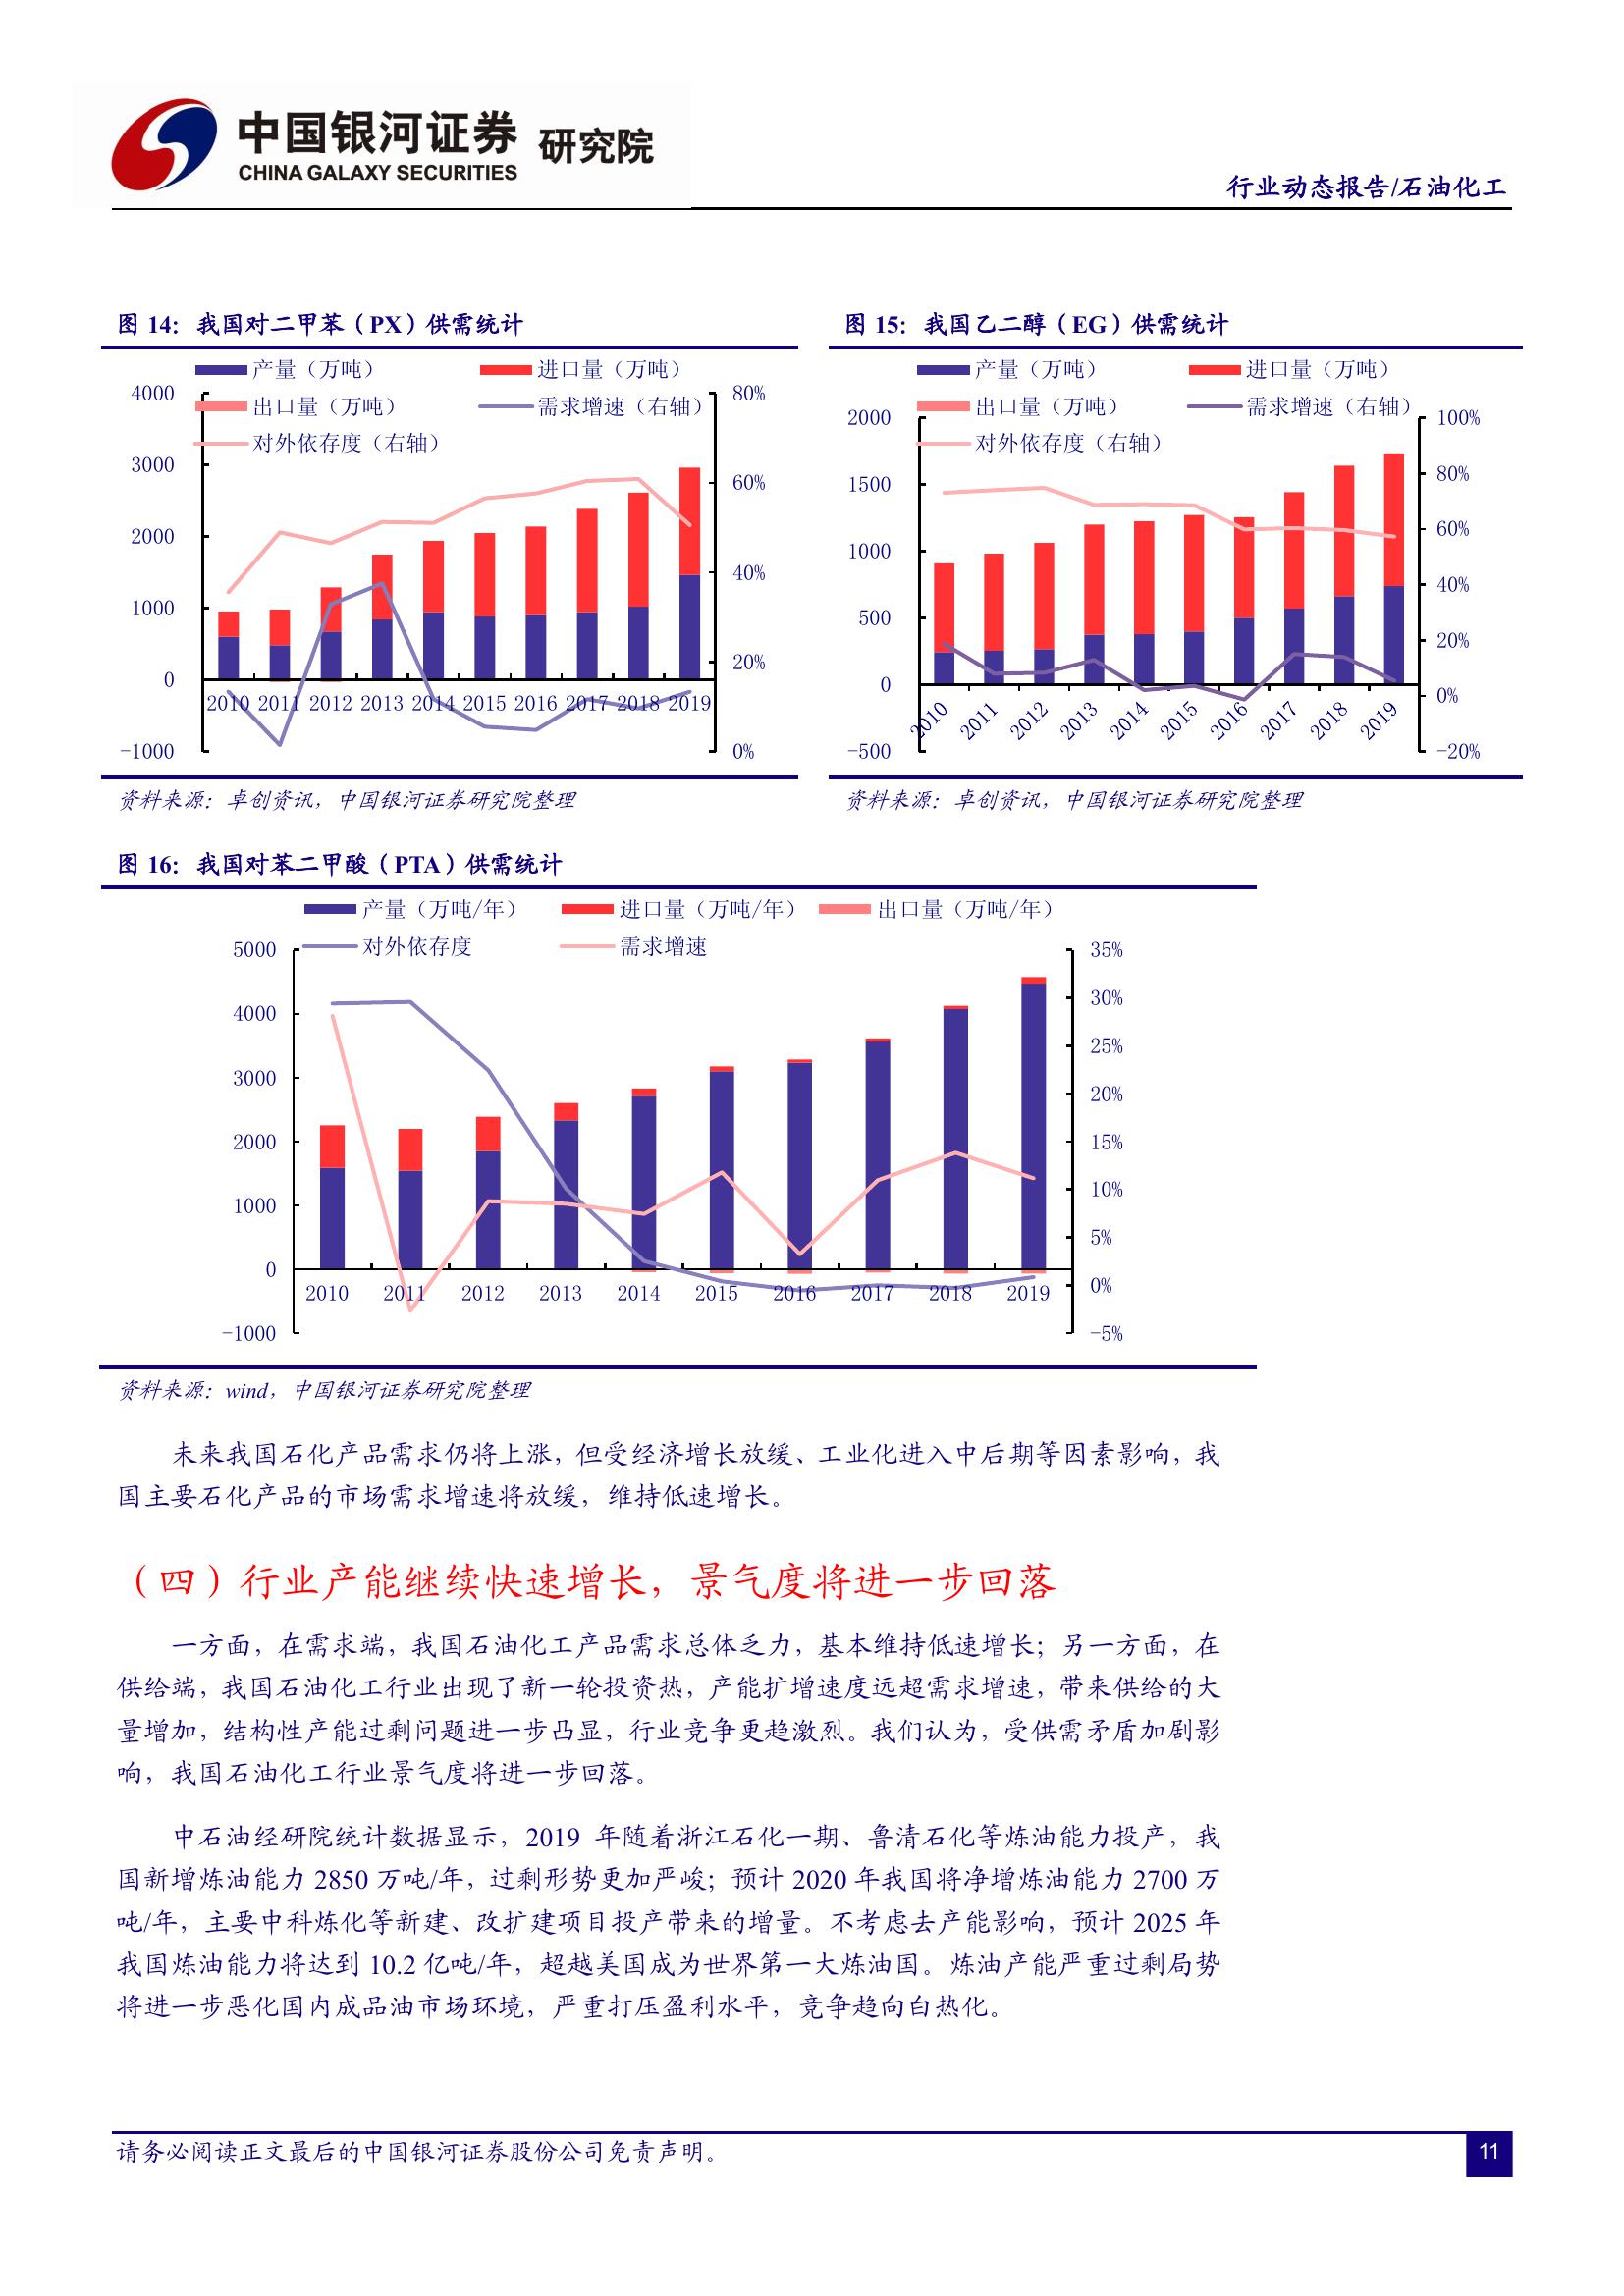 中国银河证券 研究院
CHINA GALAXY SECURITIES
行业动态报告/石油化工
图 14：我国对二甲苯（PX）供需统计
产量（万吨） 进口量（万吨）
出口量（万吨） 需求增速（右轴）
对外依存度（右轴）
4000
3000
2000
1000
0
-1000
80%
60%
40%
20%
0%
2010 2011 2012 2013 2014 2015 2016 2017 2018 2019
资料来源：卓创资讯，中国银河证券研究院整理
图 15：我国乙二醇（EG）供需统计
产量（万吨） 进口量（万吨）
出口量（万吨） 需求增速（右轴）
对外依存度（右轴）
2000
1500
1000
500
0
-500
100%
80%
60%
40%
20%
0%
-20%
2010 2011 2012 2013 2014 2015 2016 2017 2018 2019
资料来源：卓创资讯，中国银河证券研究院整理
图 16：我国对苯二甲酸（PTA）供需统计
产量（万吨/年） 进口量（万吨/年） 出口量（万吨/年）
对外依存度 需求增速
5000
4000
3000
2000
1000
0
-1000
35%
30%
25%
20%
15%
10%
5%
0%
-5%
2010 2011 2012 2013 2014 2015 2016 2017 2018 2019
资料来源：wind，中国银河证券研究院整理
未来我国石化产品需求仍将上涨，但受经济增长放缓、工业化进入中后期等因素影响，我
国主要石化产品的市场需求增速将放缓，维持低速增长。
（四）行业产能继续快速增长，景气度将进一步回落
一方面，在需求端，我国石油化工产品需求总体乏力，基本维持低速增长；另一方面，在
供给端，我国石油化工行业出现了新一轮投资热，产能扩增速度远超需求增速，带来供给的大
量增加，结构性产能过剩问题进一步凸显，行业竞争更趋激烈。我们认为，受供需矛盾加剧影
响，我国石油化工行业景气度将进一步回落。
中石油经研院统计数据显示，2019 年随着浙江石化一期、鲁清石化等炼油能力投产，我
国新增炼油能力 2850 万吨/年，过剩形势更加严峻；预计 2020 年我国将净增炼油能力 2700 万
吨/年，主要中科炼化等新建、改扩建项目投产带来的增量。不考虑去产能影响，预计 2025 年
我国炼油能力将达到 10.2 亿吨/年，超越美国成为世界第一大炼油国。炼油产能严重过剩局势
将进一步恶化国内成品油市场环境，严重打压盈利水平，竞争趋向白热化。
请务必阅读正文最后的中国银河证券股份公司免责声明。
11